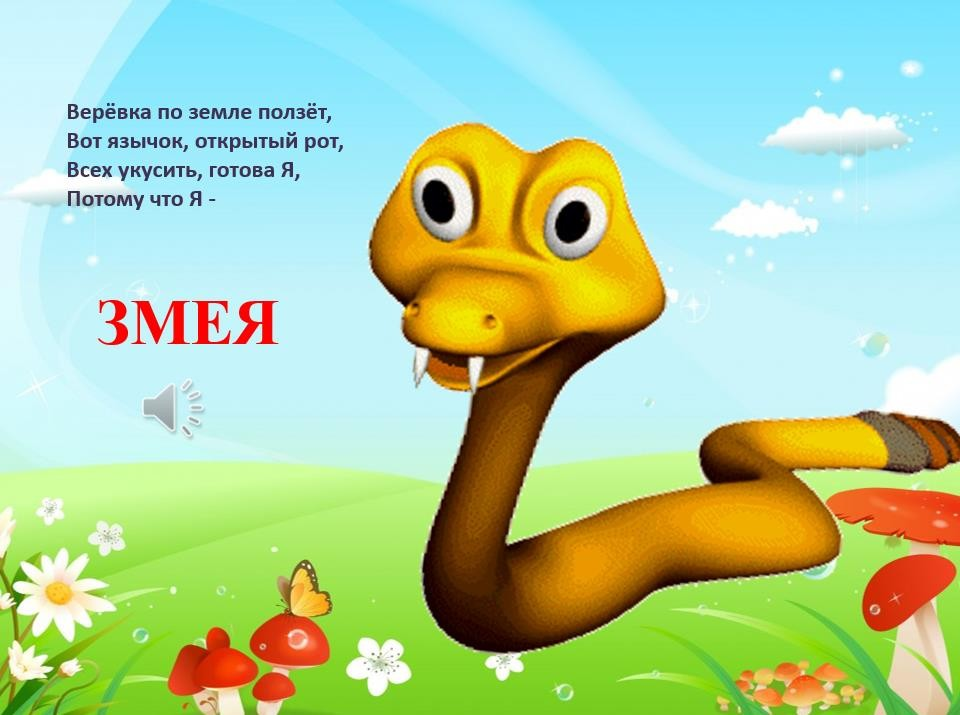 Верёвка по земле ползёт,
Вот язычок, открытый рот,
Всех укусить, готова Я,
Потому что Я -
ЗМЕЯ